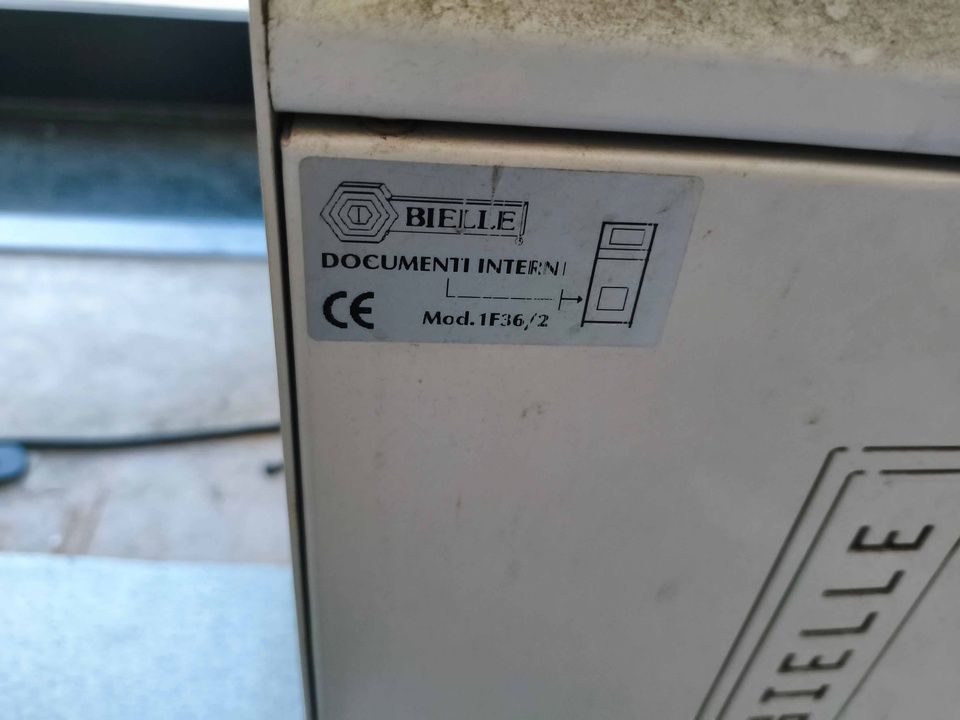 BIELLE
DOCUMENTI INTERNI
CE
Mod.1F36/2
BIELLE